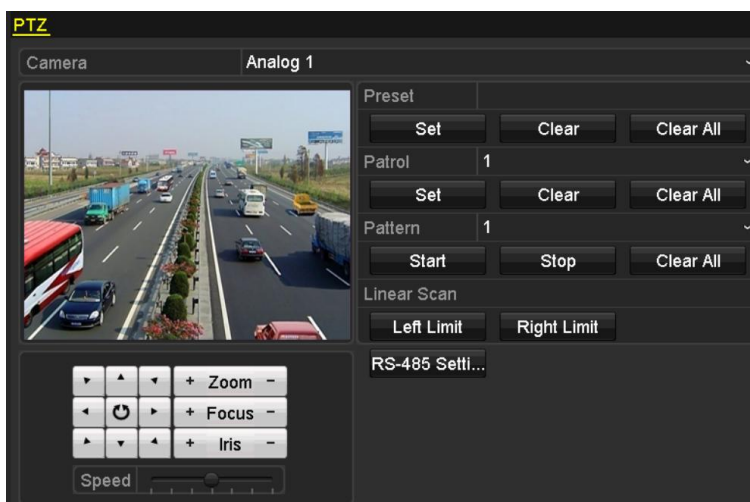 PTZ
Camera Analog 1
Preset
Set Clear Clear All
Patrol 1
Set Clear Clear All
Pattern 1
Start Stop Clear All
Linear Scan
Left Limit Right Limit
RS-485 Setti...
+ Zoom -
+ Focus -
+ Iris -
Speed